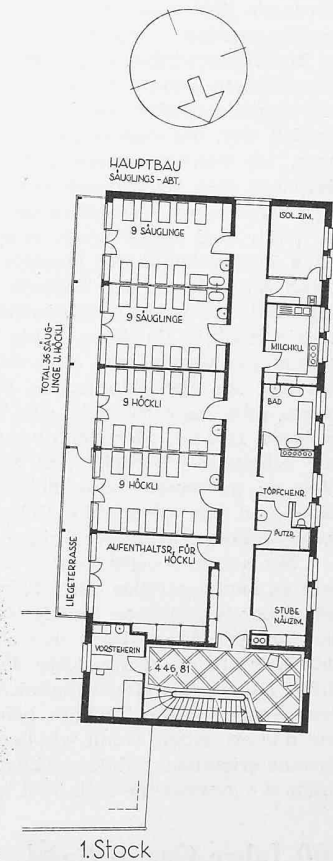 HAUPTBAU
SÄUGLINGS-ABT.
ISOL.ZIM.
9 SÄUGLINGE
9 SÄUGLINGE
MILCHKÜ.
TOTAL 36 SÄUG-
LINGE U. HÖCKLI
9 HÖCKLI
BAD
9 HÖCKLI
TÖPFCHENR.
PUTZR.
AUFENTHALTSR. FÜR
HÖCKLI
LIEGETERRASSE
STUBE
NÄHZIM.
VORSTEHERIN
446,81
1.Stock